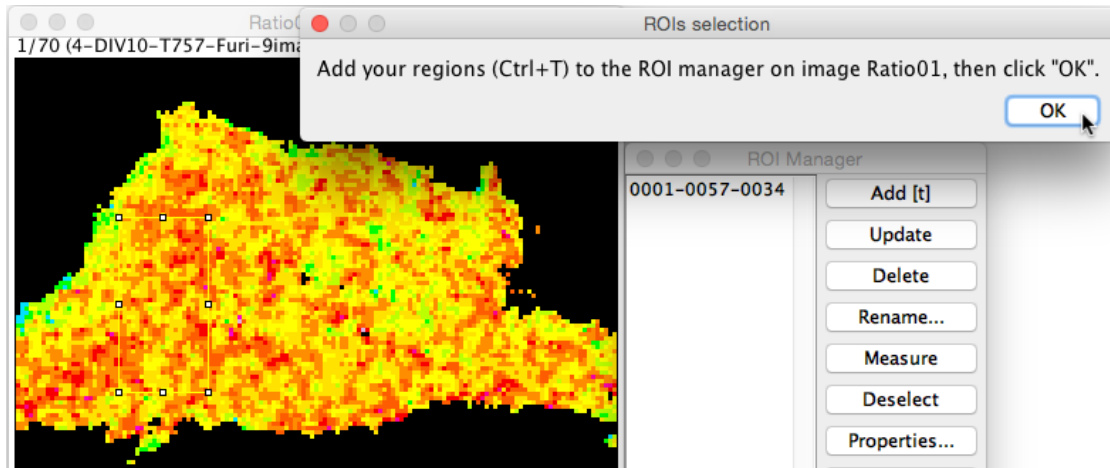 Ratio
ROIs selection
1/70 (4-DIV10-T757-Furi-9ima
Add your regions (Ctrl+T) to the ROI manager on image Ratio01, then click "OK".
OK
ROI Manager
0001-0057-0034
Add [t]
Update
Delete
Rename...
Measure
Deselect
Properties...